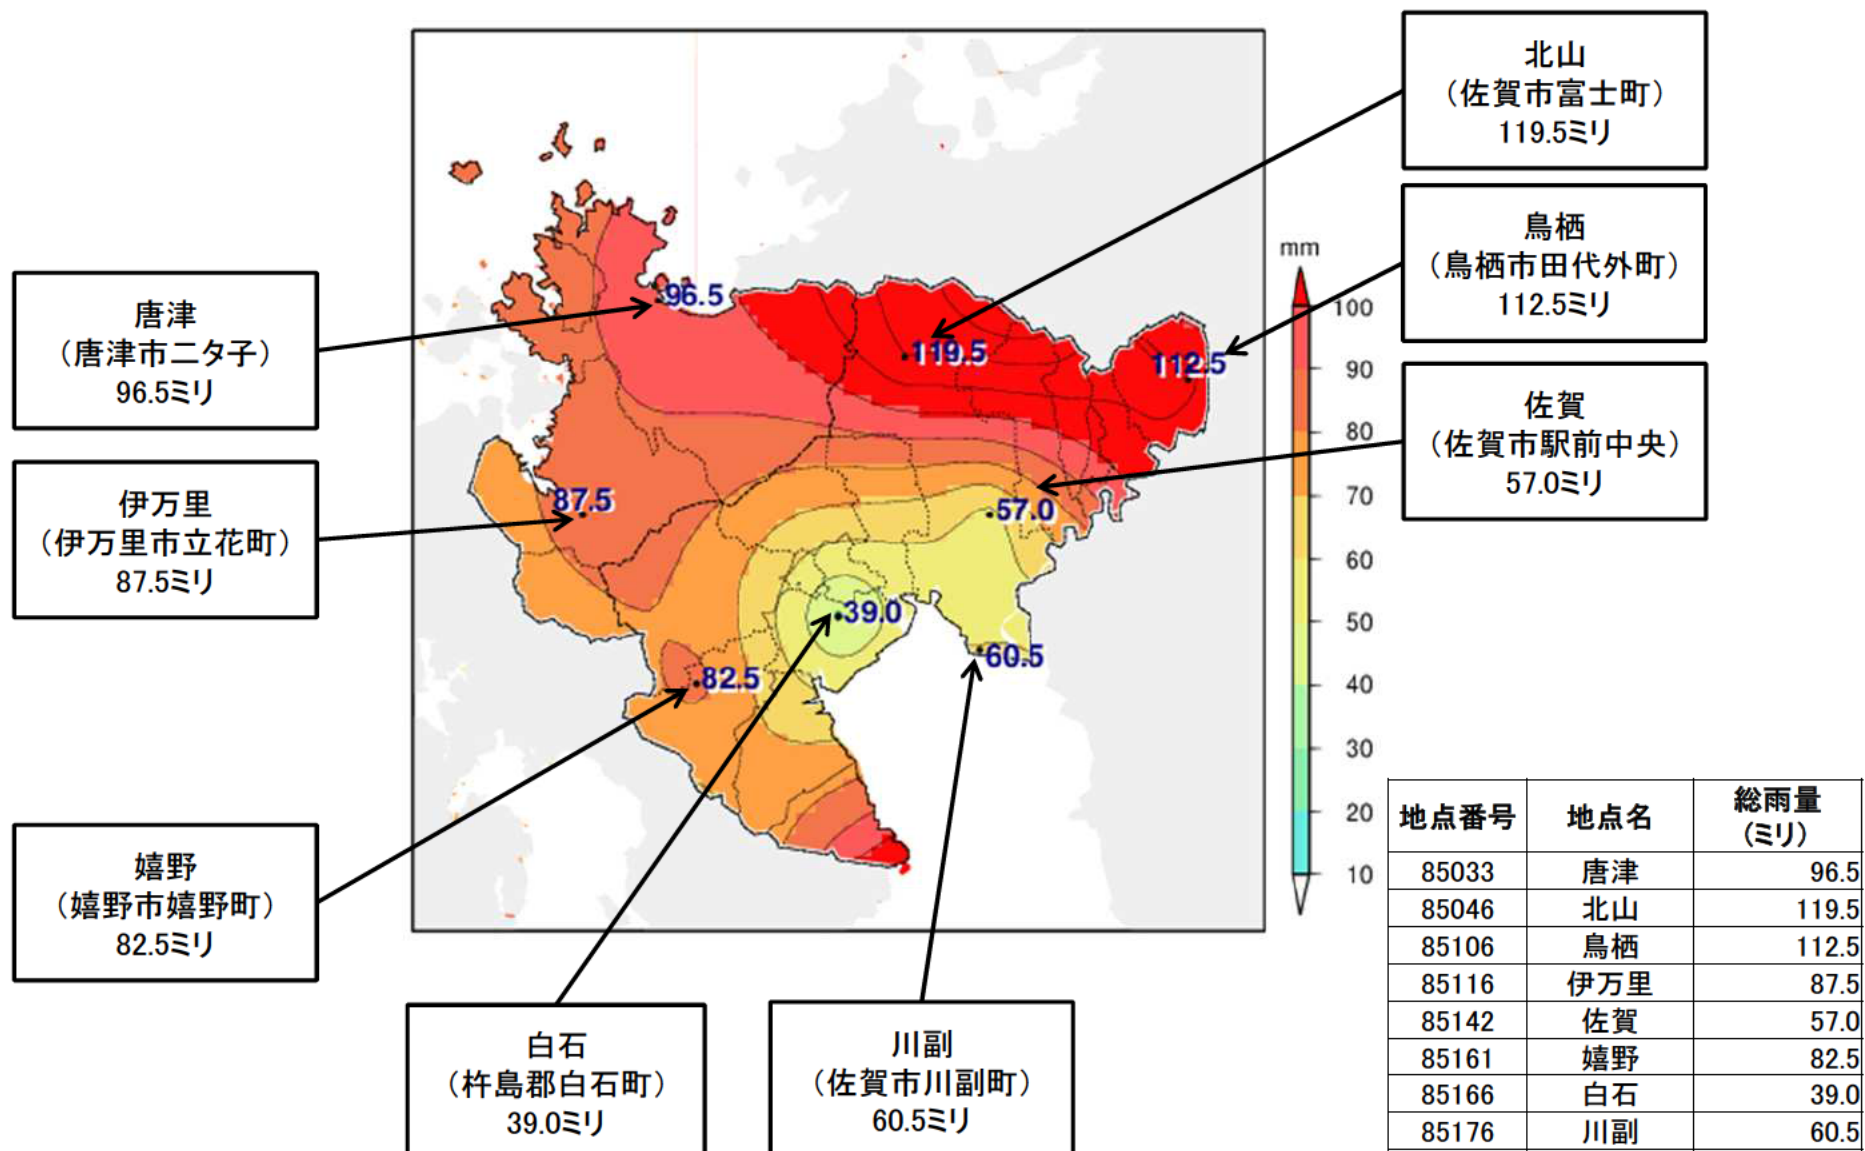 北山
(佐賀市富士町)
119.5ミリ
鳥栖
(鳥栖市田代外町)
112.5ミリ
佐賀
(佐賀市駅前中央)
57.0ミリ
唐津
(唐津市二タ子)
96.5ミリ
伊万里
(伊万里市立花町)
87.5ミリ
嬉野
(嬉野市嬉野町)
82.5ミリ
白石
(杵島郡白石町)
39.0ミリ
川副
(佐賀市川副町)
60.5ミリ
96.5
119.5
112.5
87.5
57.0
39.0
60.5
82.5
mm
100
90
80
70
60
50
40
30
20
10
地点番号 地点名 総雨量
(ミリ)
85033 唐津 96.5
85046 北山 119.5
85106 鳥栖 112.5
85116 伊万里 87.5
85142 佐賀 57.0
85161 嬉野 82.5
85166 白石 39.0
85176 川副 60.5